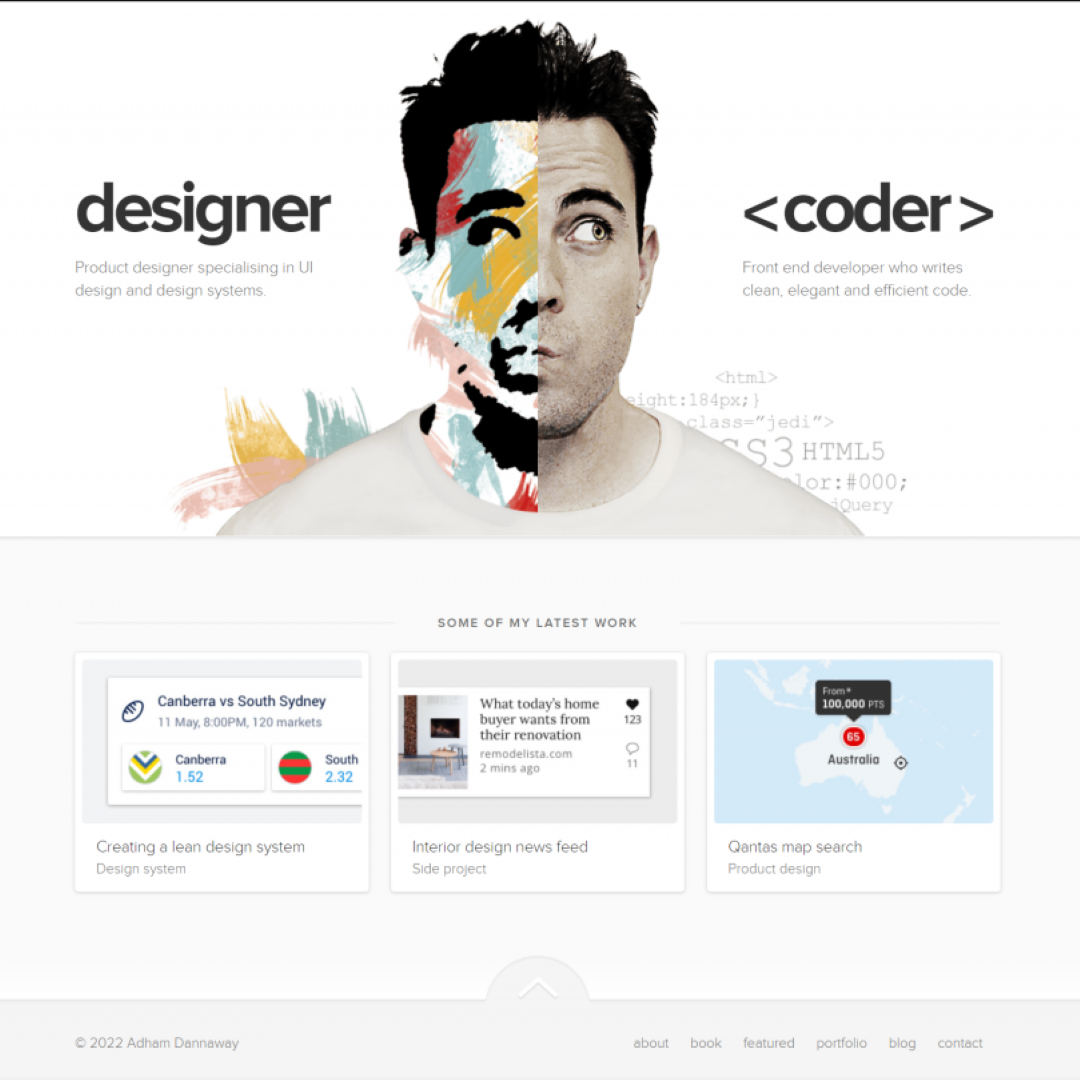 designer
<coder>
Product designer specialising in UI
design and design systems.
Front end developer who writes
clean, elegant and efficient code.
<html>
eight:184px;}
class="jedi">
SS3 HTML5
lor:#000;
jQuery
SOME OF MY LATEST WORK
Canberra vs South Sydney
11 May, 8:00PM, 120 markets
Canberra
1.52
South
2.32
What today's home
buyer wants from
their renovation
remodelista.com
2 mins ago
123
11
From*
100,000 PTS
65
Australia
Creating a lean design system
Design system
Interior design news feed
Side project
Qantas map search
Product design
© 2022 Adham Dannaway
about book featured portfolio blog contact